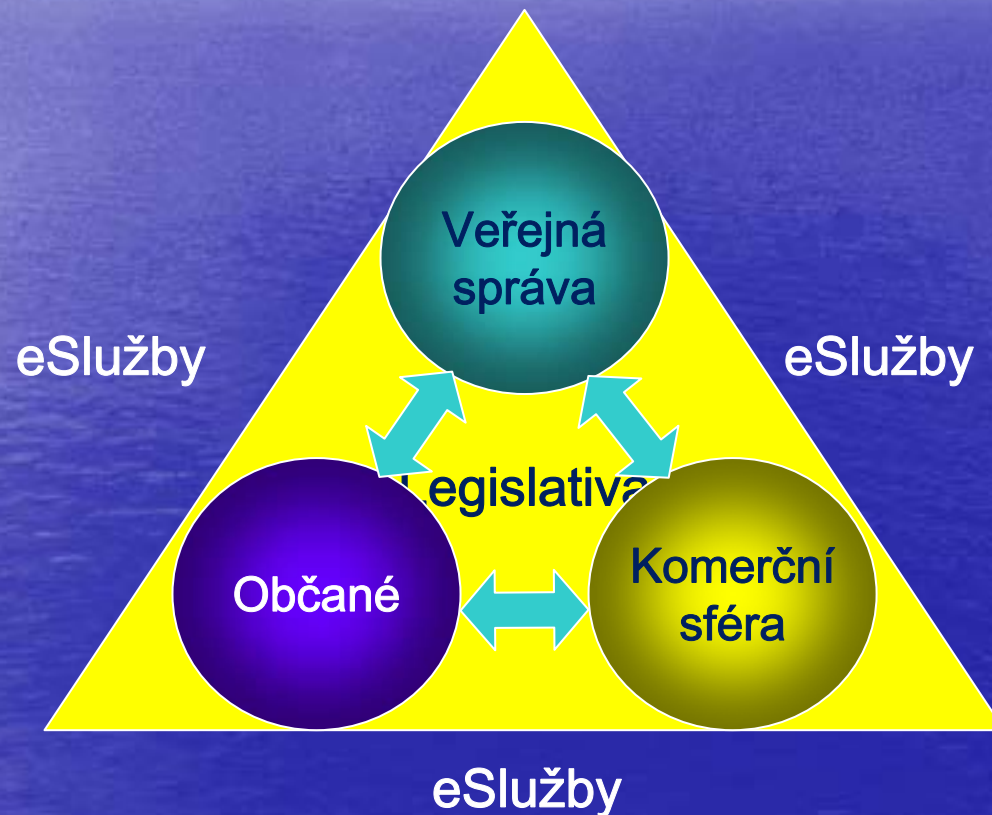 Veřejná
správa
eSlužby
eSlužby
Legislativa
Občané
Komerční
sféra
eSlužby